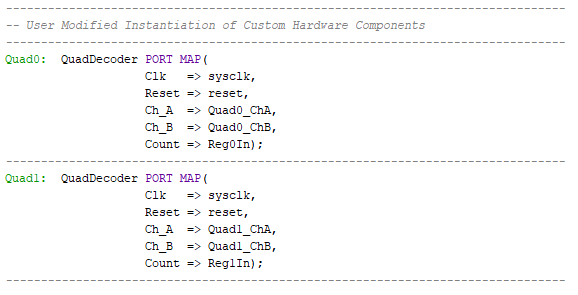 --------------------------------------------------------------------------------
-- User Modified Instantiation of Custom Hardware Components
--------------------------------------------------------------------------------
Quad0:  QuadDecoder PORT MAP(
                    Clk   => sysclk,
                    Reset => reset,
                    Ch_A  => Quad0_ChA,
                    Ch_B  => Quad0_ChB,
                    Count => Reg0In);
--------------------------------------------------------------------------------
Quad1:  QuadDecoder PORT MAP(
                    Clk   => sysclk,
                    Reset => reset,
                    Ch_A  => Quad1_ChA,
                    Ch_B  => Quad1_ChB,
                    Count => Reg1In);
--------------------------------------------------------------------------------